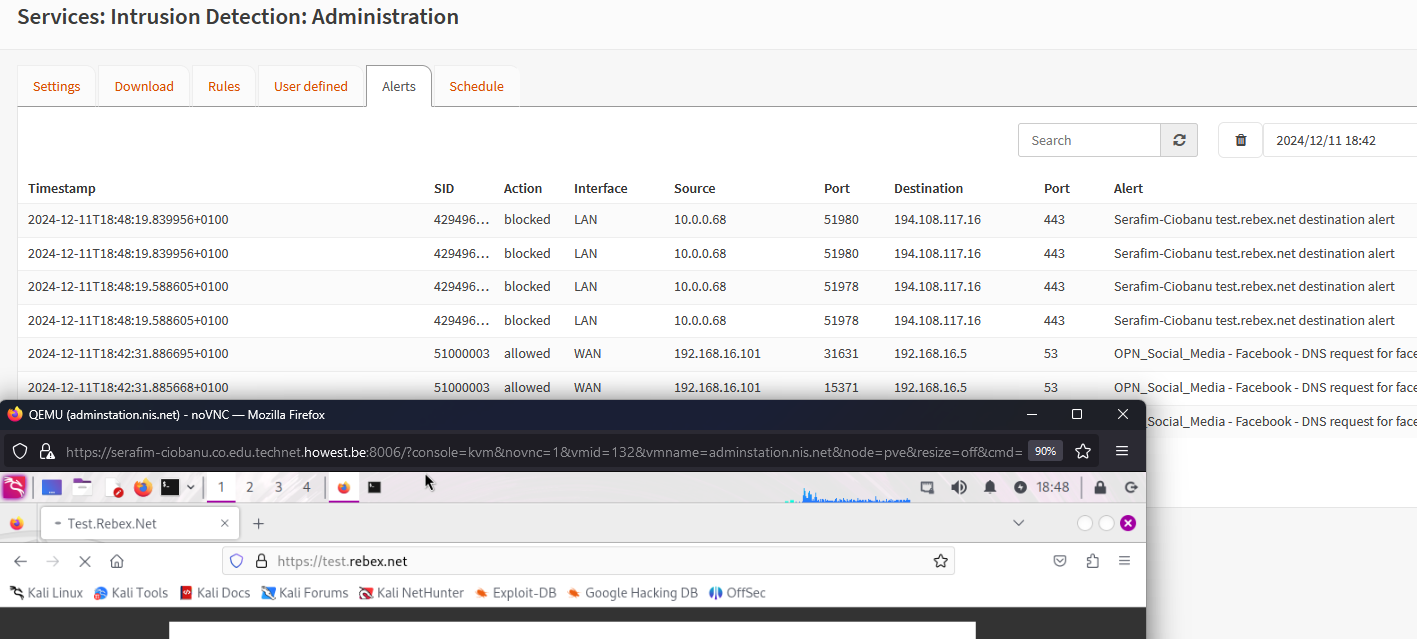 Services: Intrusion Detection: Administration
Settings Download Rules User defined Alerts Schedule
Search 2024/12/11 18:42
Timestamp SID Action Interface Source Port Destination Port Alert
2024-12-11T18:48:19.839956+0100 429496… blocked LAN 10.0.0.68 51980 194.108.117.16 443 Serafim-Ciobanu test.rebex.net destination alert
2024-12-11T18:48:19.839956+0100 429496… blocked LAN 10.0.0.68 51980 194.108.117.16 443 Serafim-Ciobanu test.rebex.net destination alert
2024-12-11T18:48:19.588605+0100 429496… blocked LAN 10.0.0.68 51978 194.108.117.16 443 Serafim-Ciobanu test.rebex.net destination alert
2024-12-11T18:48:19.588605+0100 429496… blocked LAN 10.0.0.68 51978 194.108.117.16 443 Serafim-Ciobanu test.rebex.net destination alert
2024-12-11T18:42:31.886695+0100 51000003 allowed WAN 192.168.16.101 31631 192.168.16.5 53 OPN_Social_Media - Facebook - DNS request for face
2024-12-11T18:42:31.885668+0100 51000003 allowed WAN 192.168.16.101 15371 192.168.16.5 53 OPN_Social_Media - Facebook - DNS request for face
_Social_Media - Facebook - DNS request for face
QEMU (adminstation.nis.net) - noVNC — Mozilla Firefox
https://serafim-ciobanu.co.edu.technet.howest.be:8006/?console=kvm&novnc=1&vmid=132&vmname=adminstation.nis.net&node=pve&resize=off&cmd= 90%
1 2 3 4 18:48
Test.Rebex.Net
https://test.rebex.net
Kali Linux Kali Tools Kali Docs Kali Forums Kali NetHunter Exploit-DB Google Hacking DB OffSec